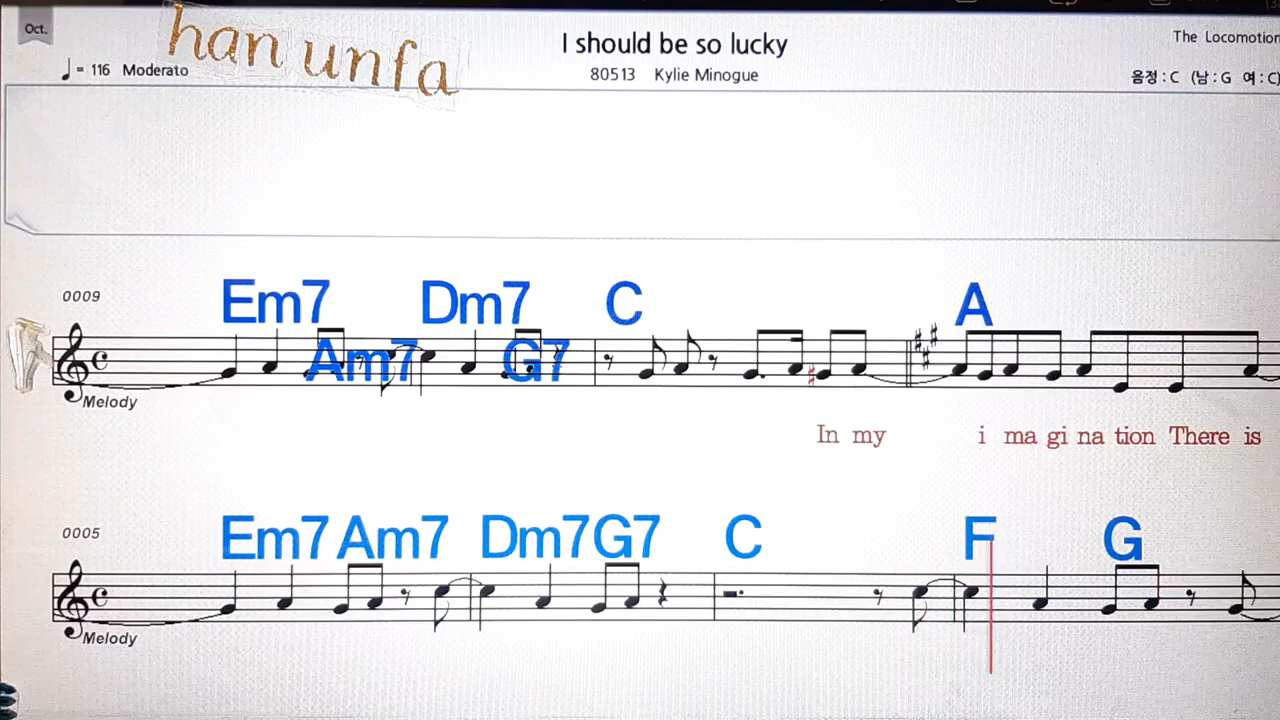 Oct.
han unfa
I should be so lucky
The Locomotion
= 116 Moderato
80513 Kylie Minogue
음정 : C (남 : G 여 : C)
0009
Em7 Dm7 C A
Am7 G7
Melody
In my i ma gi na tion There is
0005
Em7 Am7 Dm7 G7 C F G
Melody